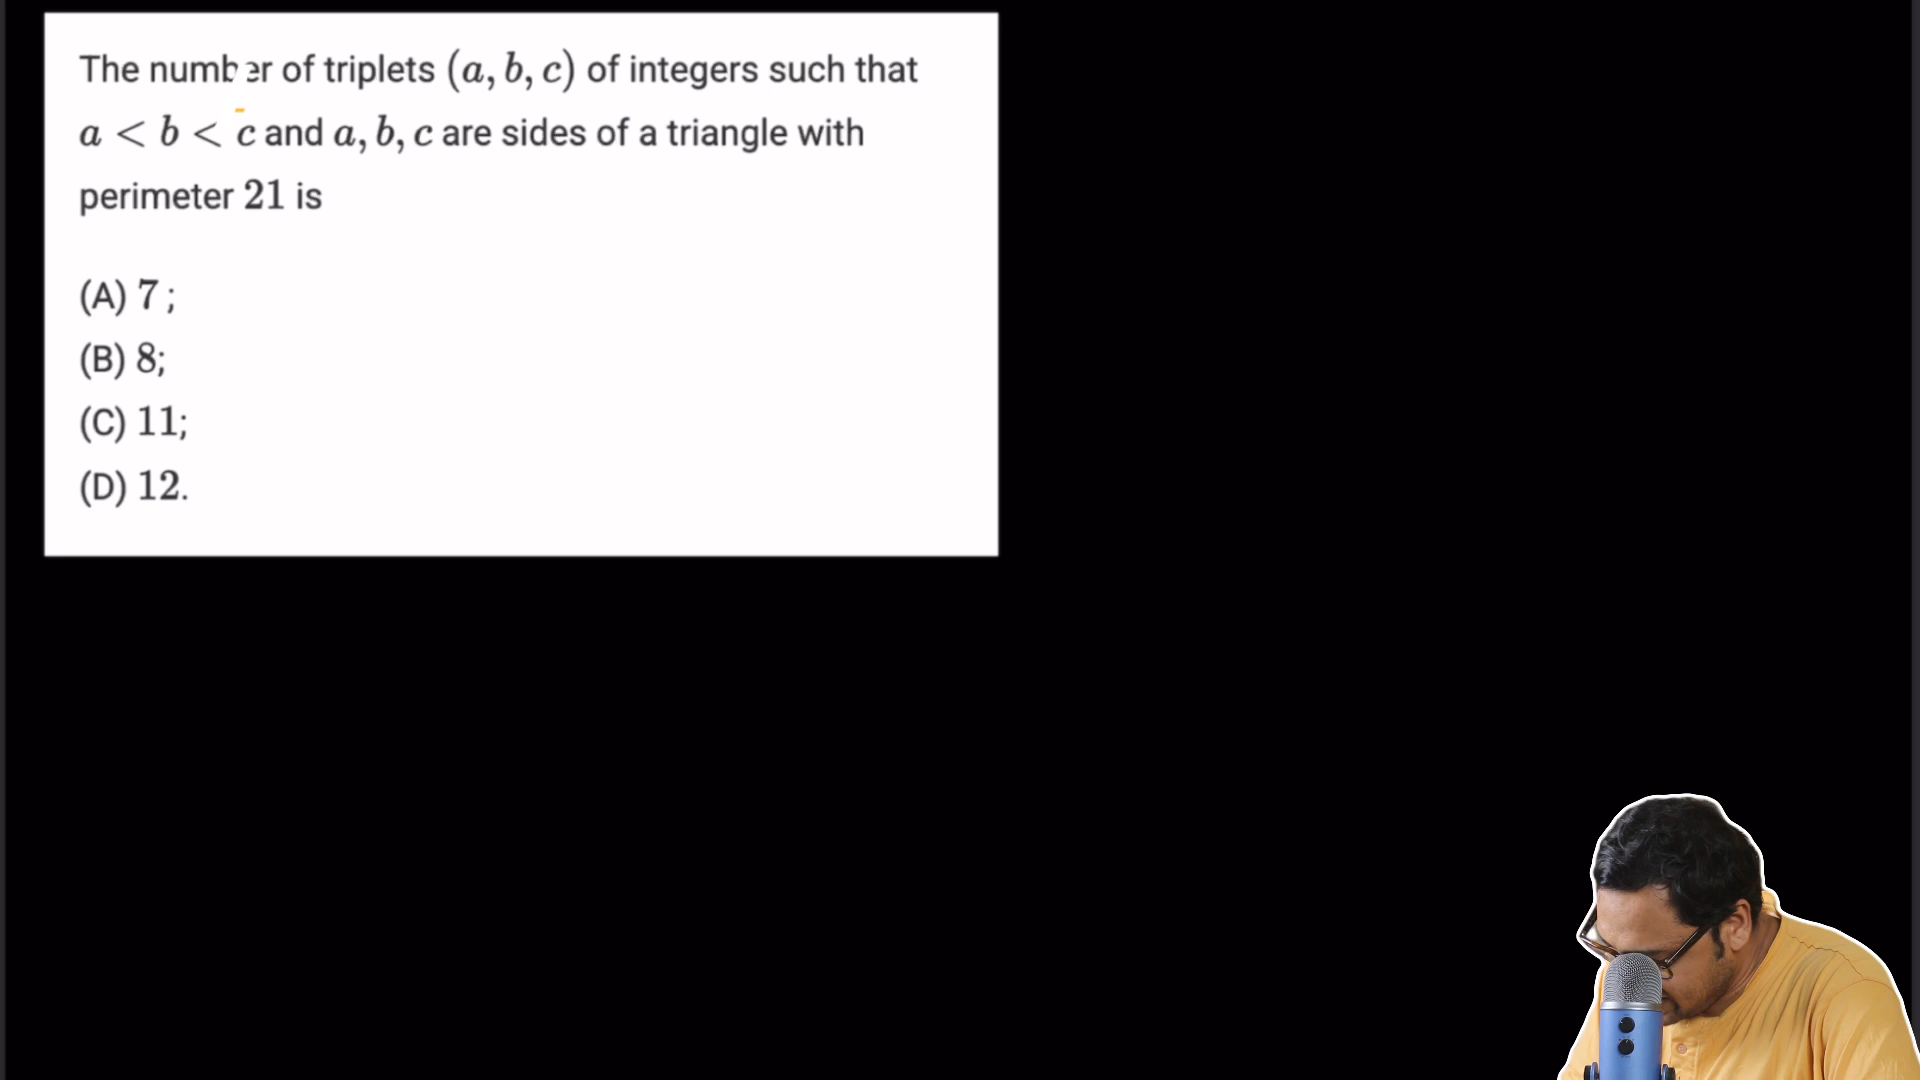 The number of triplets (a, b, c) of integers such that
a < b < c and a, b, c are sides of a triangle with
perimeter 21 is
(A) 7 ;
(B) 8;
(C) 11;
(D) 12.